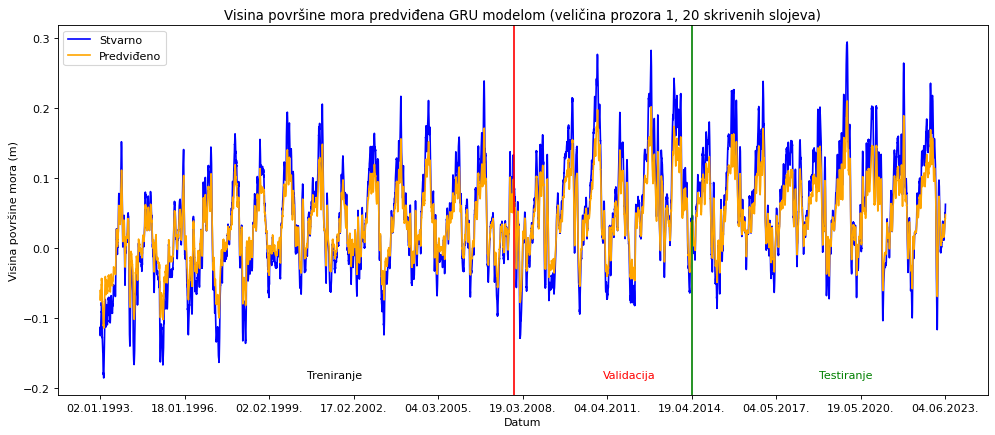 Visina površine mora predviđena GRU modelom (veličina prozora 1, 20 skrivenih slojeva)
Stvarno
Predviđeno
Visina površine mora (m)
0.3
0.2
0.1
0.0
−0.1
−0.2
Treniranje
Validacija
Testiranje
02.01.1993.
18.01.1996.
02.02.1999.
17.02.2002.
04.03.2005.
19.03.2008.
04.04.2011.
19.04.2014.
04.05.2017.
19.05.2020.
04.06.2023.
Datum